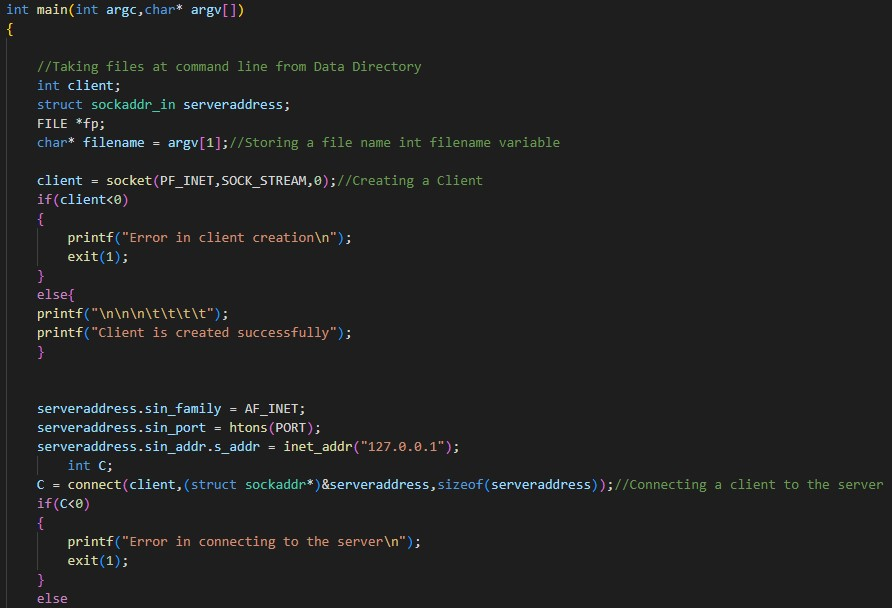 int main(int argc,char* argv[])
{
//Taking files at command line from Data Directory
int client;
struct sockaddr_in serveraddress;
FILE *fp;
char* filename = argv[1];//Storing a file name int filename variable
client = socket(PF_INET,SOCK_STREAM,0);//Creating a Client
if(client<0)
{
printf("Error in client creation\n");
exit(1);
}
else{
printf("\n\n\n\t\t\t\t");
printf("Client is created successfully");
}
serveraddress.sin_family = AF_INET;
serveraddress.sin_port = htons(PORT);
serveraddress.sin_addr.s_addr = inet_addr("127.0.0.1");
int C;
C = connect(client,(struct sockaddr*)&serveraddress,sizeof(serveraddress));//Connecting a client to the server
if(C<0)
{
printf("Error in connecting to the server\n");
exit(1);
}
else